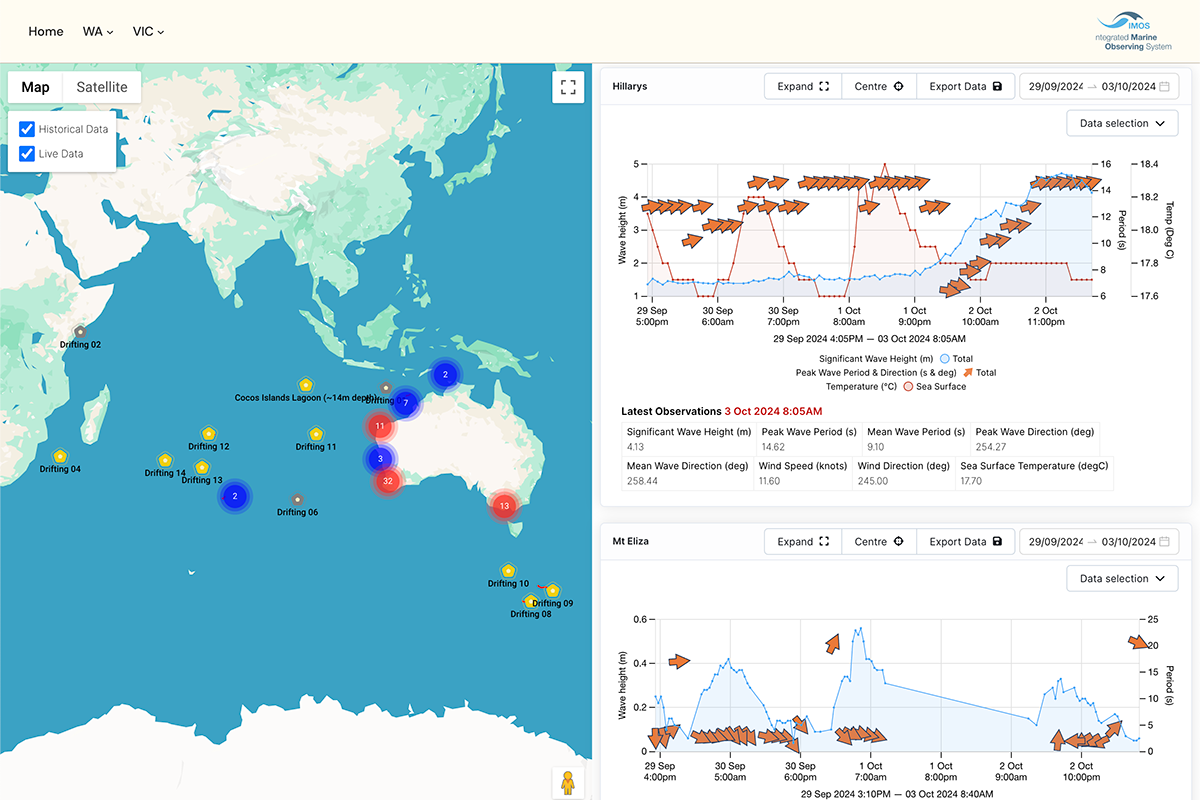 Home
WA
VIC
IMOS
ntegrated Marine
Observing System
Map
Satellite
Historical Data
Live Data
Drifting 02
Cocos Islands Lagoon (~14m depth)
2
7
11
3
32
13
2
Drifting 12
Drifting 11
Drifting 04
Drifting 14
Drifting 13
Drifting 06
Drifting 10
Drifting 09
Drifting 08
Hillarys
Expand
Centre
Export Data
29/09/2024 → 03/10/2024
Data selection
Wave height (m)
5
4
3
2
1
16
14
12
10
8
6
Period (s)
18.4
18.2
18.0
17.8
17.6
Temp (Deg C)
29 Sep 30 Sep 30 Sep 1 Oct 1 Oct 2 Oct 2 Oct
5:00pm 6:00am 7:00pm 8:00am 9:00pm 10:00am 11:00pm
29 Sep 2024 4:05PM — 03 Oct 2024 8:05AM
Significant Wave Height (m) Total
Peak Wave Period & Direction (s & deg) Total
Temperature (°C) Sea Surface
Latest Observations 3 Oct 2024 8:05AM
Significant Wave Height (m) Peak Wave Period (s) Mean Wave Period (s) Peak Wave Direction (deg)
4.13 14.62 9.10 254.27
Mean Wave Direction (deg) Wind Speed (knots) Wind Direction (deg) Sea Surface Temperature (degC)
258.44 11.60 245.00 17.70
Mt Eliza
Expand
Centre
Export Data
29/09/2024 → 03/10/2024
Data selection
Wave height (m)
0.6
0.4
0.2
0
25
20
15
10
5
0
Period (s)
29 Sep 30 Sep 30 Sep 1 Oct 1 Oct 2 Oct 2 Oct
4:00pm 5:00am 6:00pm 7:00am 8:00pm 9:00am 10:00pm
29 Sep 2024 3:10PM — 03 Oct 2024 8:40AM